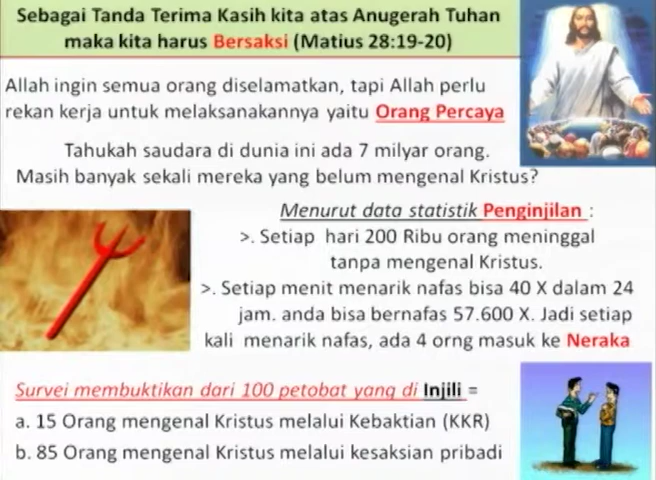 Sebagai Tanda Terima Kasih kita atas Anugerah Tuhan
maka kita harus Bersaksi (Matius 28:19-20)
Allah ingin semua orang diselamatkan, tapi Allah perlu
rekan kerja untuk melaksanakannya yaitu Orang Percaya
Tahukah saudara di dunia ini ada 7 milyar orang.
Masih banyak sekali mereka yang belum mengenal Kristus?
Menurut data statistik Penginjilan :
>. Setiap hari 200 Ribu orang meninggal
tanpa mengenal Kristus.
>. Setiap menit menarik nafas bisa 40 X dalam 24
jam. anda bisa bernafas 57.600 X. Jadi setiap
kali menarik nafas, ada 4 orng masuk ke Neraka
Survei membuktikan dari 100 petobat yang di Injili =
a. 15 Orang mengenal Kristus melalui Kebaktian (KKR)
b. 85 Orang mengenal Kristus melalui kesaksian pribadi